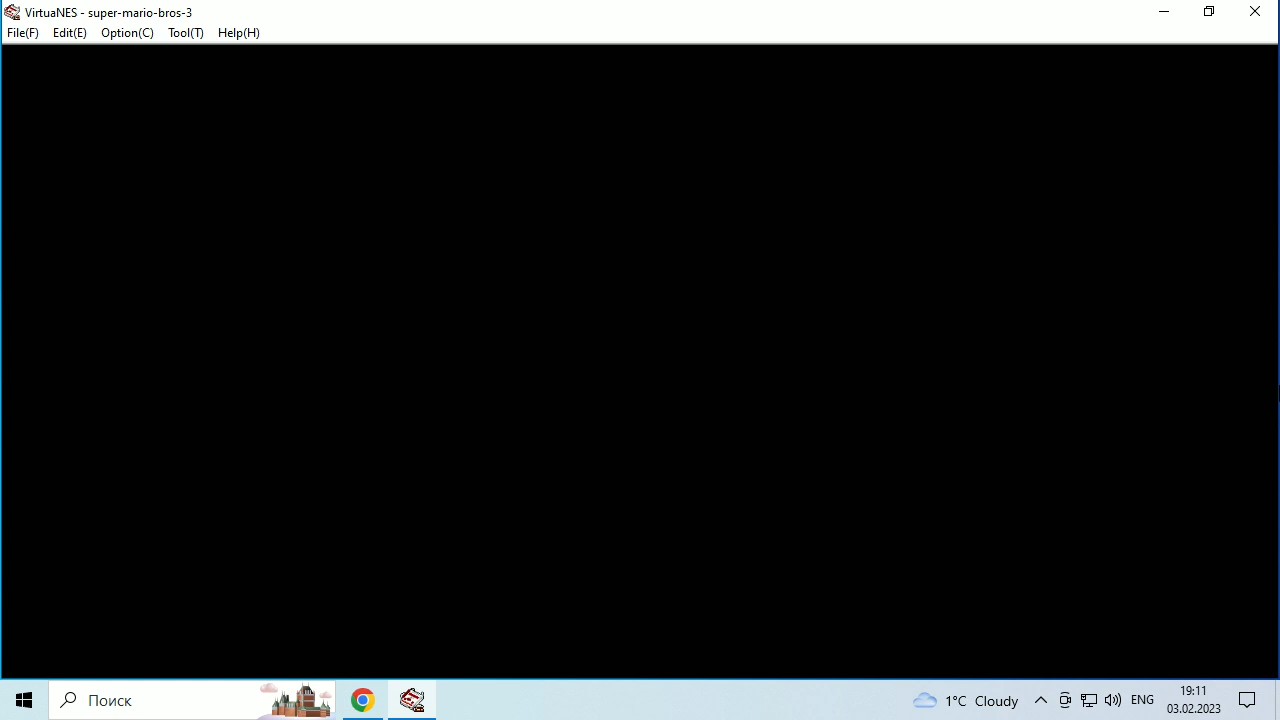 VirtuaNES - super-mario-bros-3
File(F) Edit(E) Option(C) Tool(T) Help(H)
Поиск
1°C Cloudy
ENG
19:11
03.02.2023